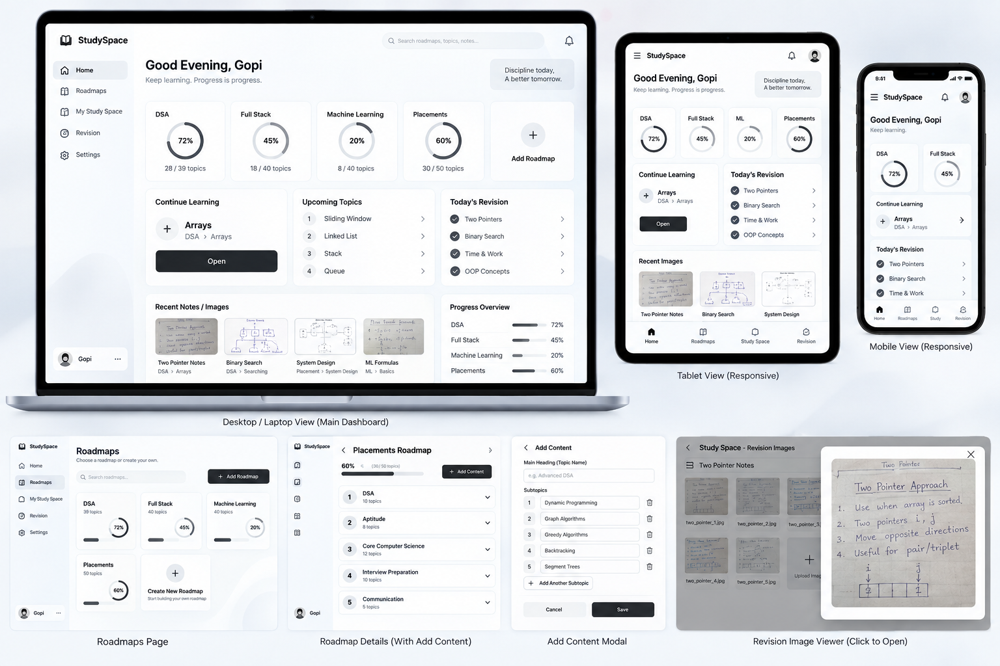 StudySpace
Search roadmaps, topics, notes...
Home
Roadmaps
My Study Space
Revision
Settings
Gopi
Good Evening, Gopi
Keep learning. Progress is progress.
Discipline today,
A better tomorrow.
DSA
72%
28 / 39 topics
Full Stack
45%
18 / 40 topics
Machine Learning
20%
8 / 40 topics
Placements
60%
30 / 50 topics
Add Roadmap
Continue Learning
Arrays
DSA > Arrays
Open
Upcoming Topics
1 Sliding Window
2 Linked List
3 Stack
4 Queue
Today's Revision
Two Pointers
Binary Search
Time & Work
OOP Concepts
Recent Notes / Images
Two Pointer Notes
DSA > Arrays
Binary Search
DSA > Searching
System Design
Placement > System Design
ML Formulas
ML > Basics
Progress Overview
DSA 72%
Full Stack 45%
Machine Learning 20%
Placements 60%
Desktop / Laptop View (Main Dashboard)
StudySpace
Good Evening, Gopi
Keep learning. Progress is progress.
Discipline today,
A better tomorrow.
DSA
72%
Full Stack
45%
ML
20%
Placements
60%
Continue Learning
Arrays
DSA > Arrays
Open
Today's Revision
Two Pointers
Binary Search
Time & Work
OOP Concepts
Recent Images
Two Pointer Notes
Binary Search
System Design
Home
Roadmaps
Study Space
Revision
Tablet View (Responsive)
StudySpace
Good Evening, Gopi
Keep learning.
DSA
72%
Full Stack
45%
Continue Learning
Arrays
DSA > Arrays
Today's Revision
Two Pointers
Binary Search
Time & Work
Home
Roadmaps
Study
Revision
Mobile View (Responsive)
StudySpace
Home
Roadmaps
My Study Space
Revision
Settings
Gopi
Roadmaps
Choose a roadmap or create your own.
Search roadmaps...
+ Add Roadmap
DSA
39 topics
72%
Full Stack
40 topics
45%
Machine Learning
40 topics
20%
Placements
50 topics
60%
Create New Roadmap
Start building your own roadmap
Roadmaps Page
StudySpace
Gopi
Placements Roadmap
60%
(30/50 topics)
+ Add Content
1 DSA
10 topics
2 Aptitude
8 topics
3 Core Computer Science
12 topics
4 Interview Preparation
10 topics
5 Communication
5 topics
Roadmap Details (With Add Content)
Add Content
Main Heading (Topic Name)
e.g. Advanced DSA
Subtopics
1 Dynamic Programming
2 Graph Algorithms
3 Greedy Algorithms
4 Backtracking
5 Segment Trees
+ Add Another Subtopic
Cancel
Save
Add Content Modal
Study Space - Revision Images
Two Pointer Notes
two_pointer_1.jpg
two_pointer_2.jpg
two_pointer_3.
two_pointer_4.jpg
two_pointer_5.jpg
Upload Imag
Two Pointer
Two Pointer Approach
1. Use when array is sorted.
2. Two pointers i, j
3. Move opposite directions
4. Useful for pair/triplet
i j
Revision Image Viewer (Click to Open)